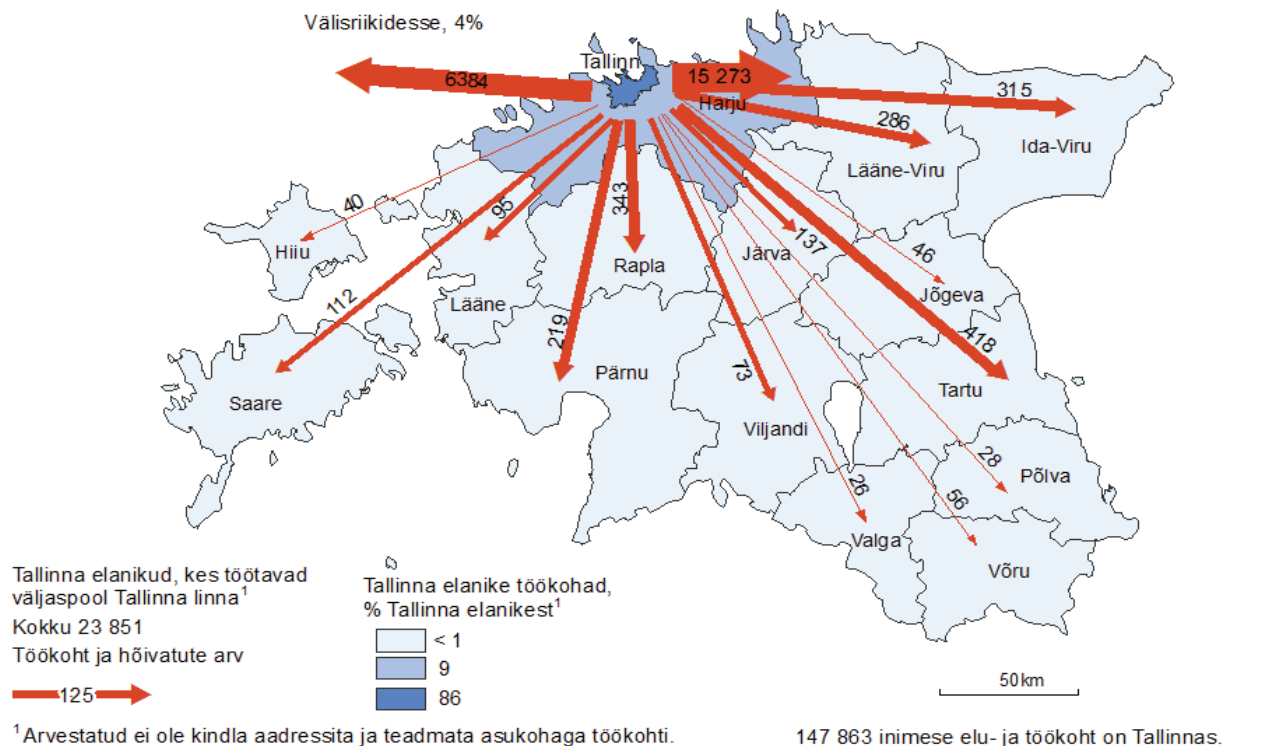 Välisriikidesse, 4%
Tallinn
6384
15 273
Harju
315
286
Ida-Viru
Lääne-Viru
40
95
343
137
46
Hiiu
Rapla
Järva
Jõgeva
112
Lääne
219
418
73
Pärnu
Tartu
Saare
Viljandi
26
28
56
Põlva
Valga
Võru
Tallinna elanikud, kes töötavad
väljaspool Tallinna linna¹
Kokku 23 851
Töökoht ja hõivatute arv
125
Tallinna elanike töökohad,
% Tallinna elanikest¹
< 1
9
86
50km
¹Arvestatud ei ole kindla aadressita ja teadmata asukohaga töökohti.
147 863 inimese elu- ja töökoht on Tallinnas.